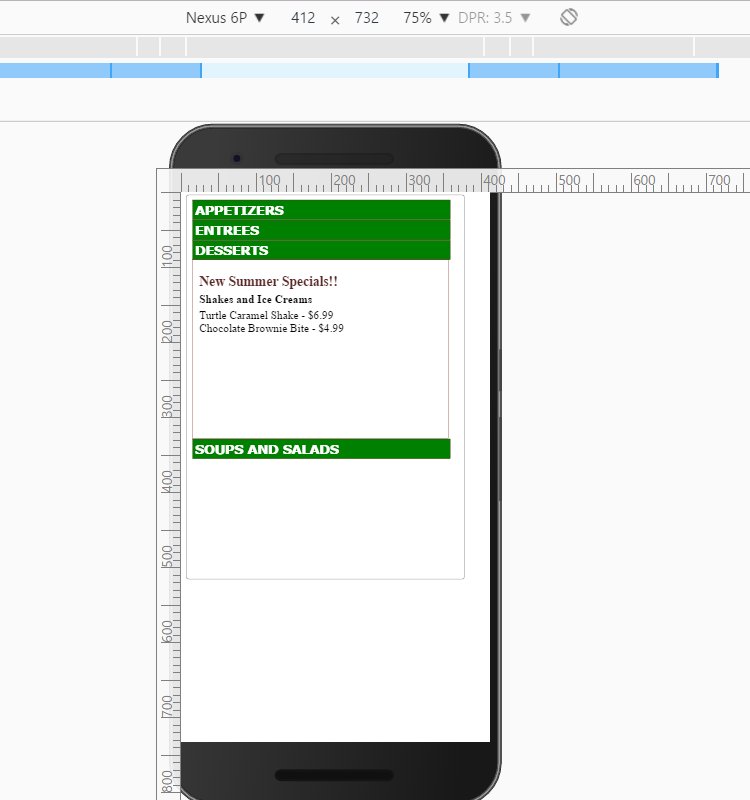 Nexus 6P ▼ 412 × 732 75% ▼ DPR: 3.5 ▼
100 200 300 400 500 600 700
APPETIZERS
ENTREES
DESSERTS
100
New Summer Specials!!
Shakes and Ice Creams
Turtle Caramel Shake - $6.99
Chocolate Brownie Bite - $4.99
200
300
SOUPS AND SALADS
400
500
600
700
800